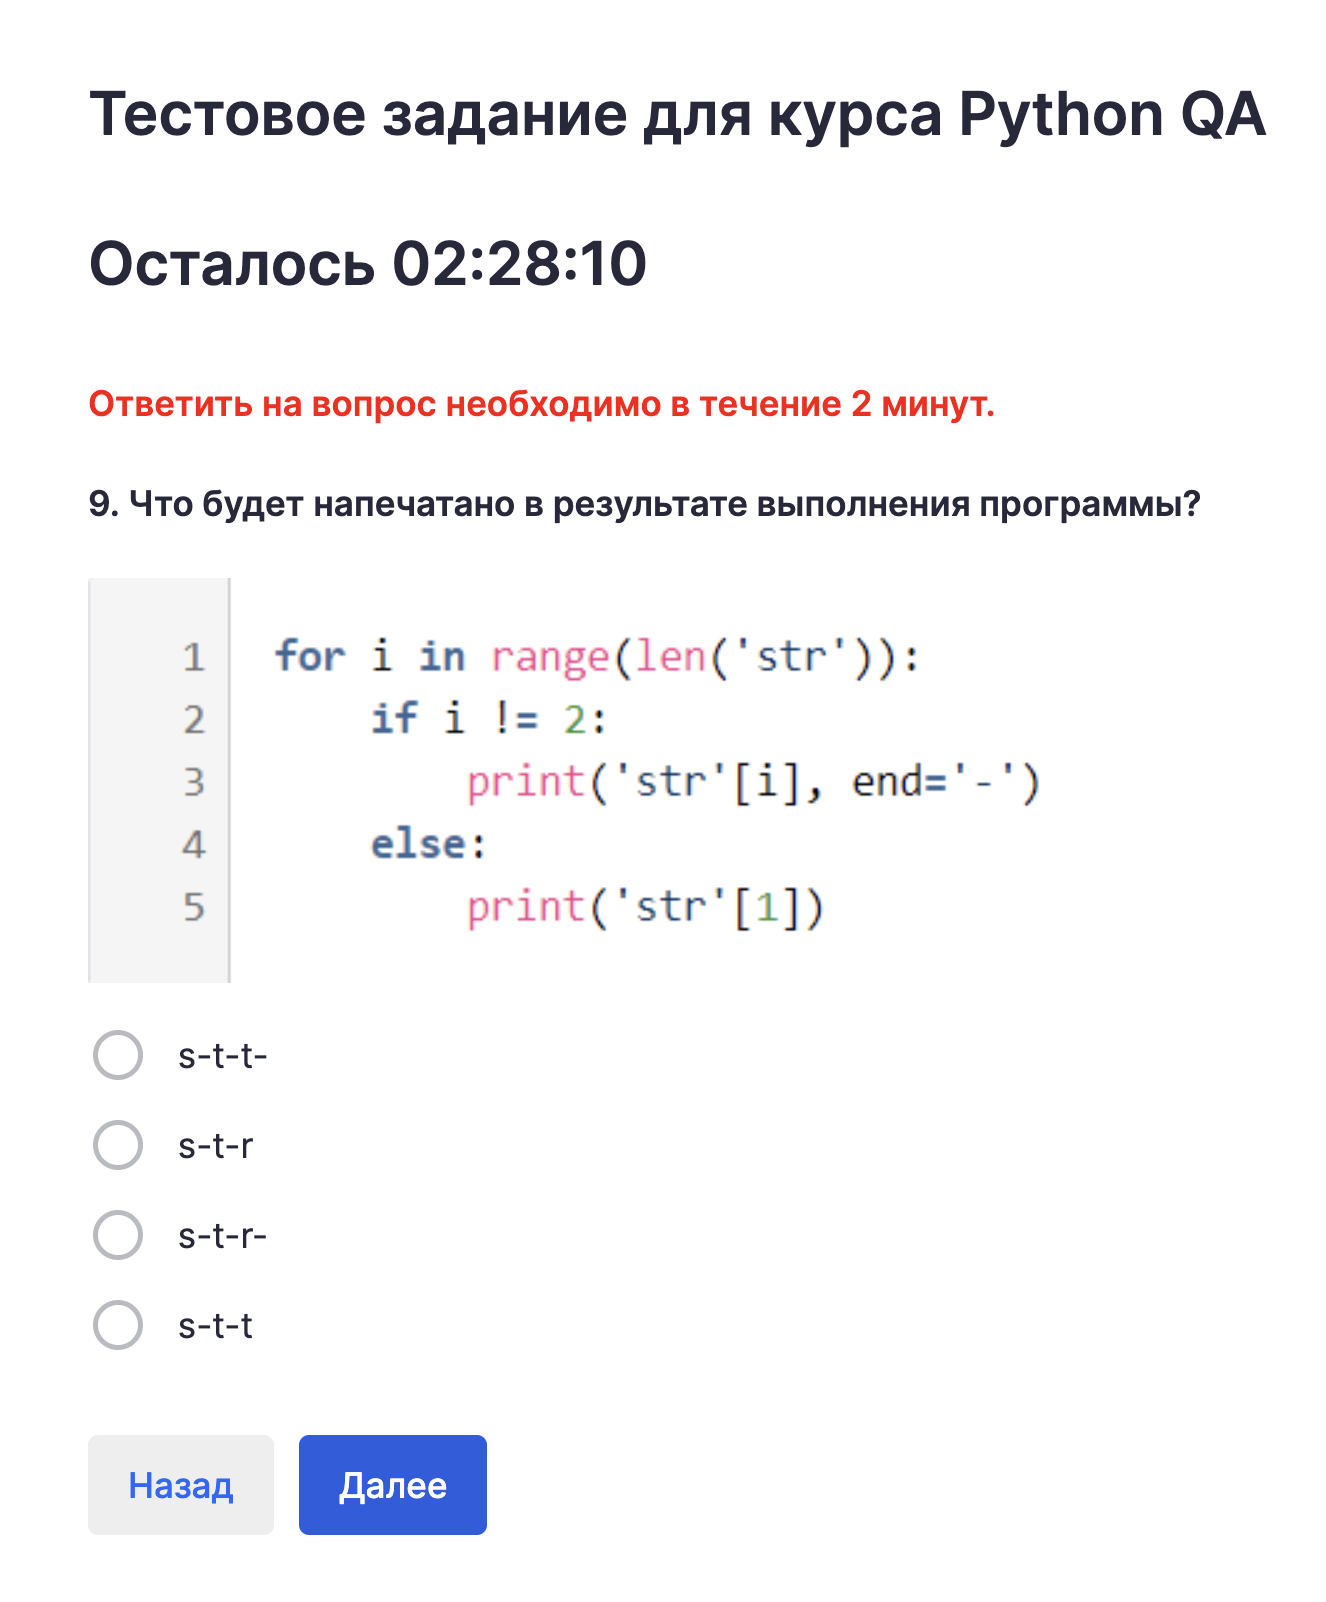 Тестовое задание для курса Python QA
Осталось 02:28:10
Ответить на вопрос необходимо в течение 2 минут.
9. Что будет напечатано в результате выполнения программы?
1 for i in range(len('str')):
2     if i != 2:
3         print('str'[i], end='-')
4     else:
5         print('str'[1])
s-t-t-
s-t-r
s-t-r-
s-t-t
Назад Далее